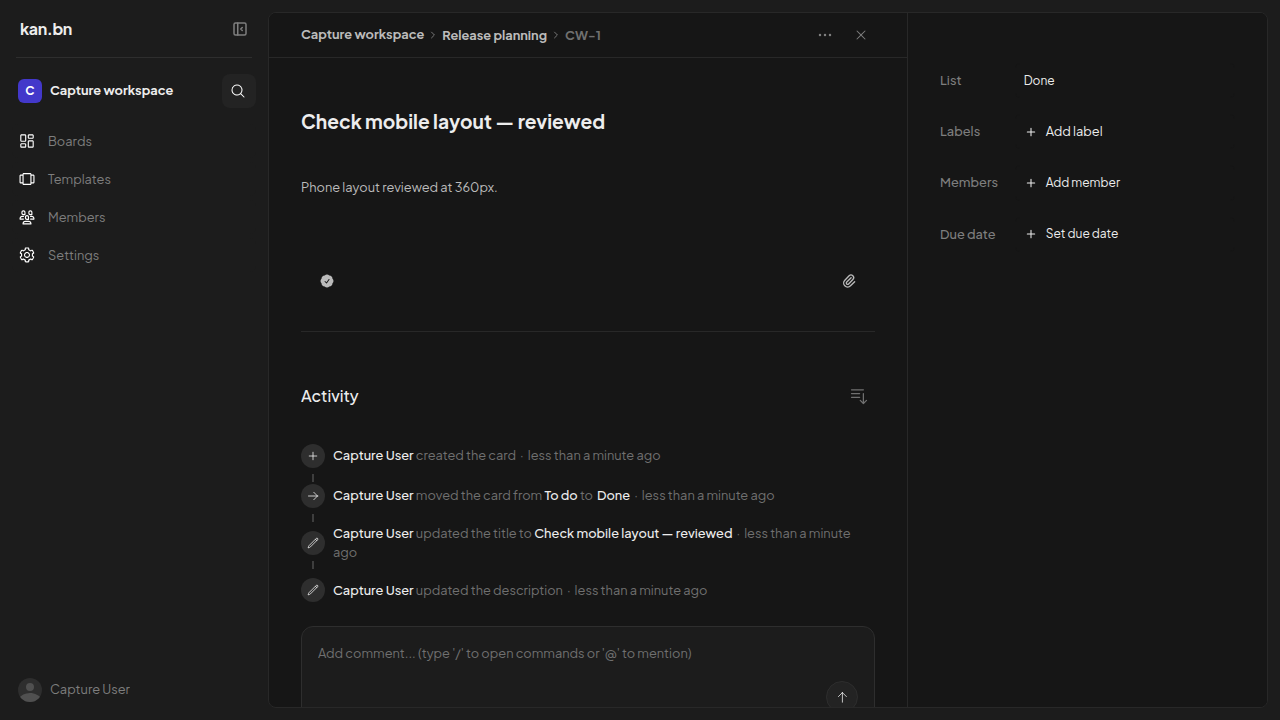 kan.bn
C Capture workspace
Boards
Templates
Members
Settings
Capture User
Capture workspace > Release planning > CW-1
Check mobile layout — reviewed
Phone layout reviewed at 360px.
Activity
Capture User created the card · less than a minute ago
Capture User moved the card from To do to Done · less than a minute ago
Capture User updated the title to Check mobile layout — reviewed · less than a minute
ago
Capture User updated the description · less than a minute ago
Add comment... (type '/' to open commands or '@' to mention)
List Done
Labels + Add label
Members + Add member
Due date + Set due date